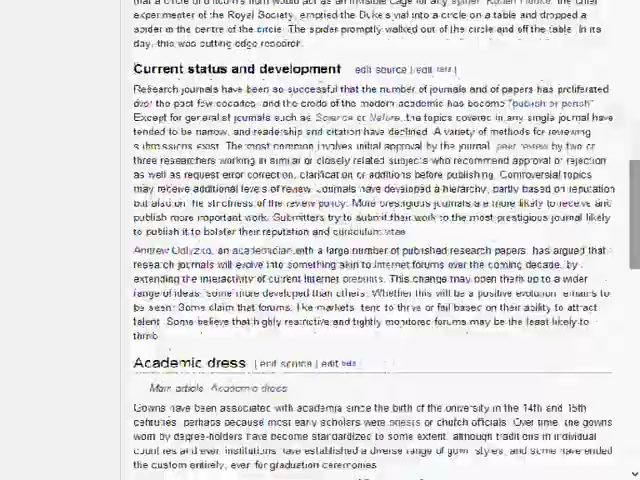 that a circle of unicorn's horn would act as an invisible cage for any spider. Robert Hooke, the chief
experimenter of the Royal Society, emptied the Duke's vial into a circle on a table and dropped a
spider in the centre of the circle. The spider promptly walked out of the circle and off the table. In its
day, this was cutting-edge research.
Current status and development [edit source | edit beta]
Research journals have been so successful that the number of journals and of papers has proliferated
over the past few decades, and the credo of the modern academic has become "publish or perish".
Except for generalist journals such as Science or Nature, the topics covered in any single journal have
tended to be narrow, and readership and citation have declined. A variety of methods for reviewing
submissions exist. The most common involves initial approval by the journal, peer review by two or
three researchers working in similar or closely related subjects who recommend approval or rejection
as well as request error correction, clarification or additions before publishing. Controversial topics
may receive additional levels of review. Journals have developed a hierarchy, partly based on reputation
but also on the strictness of the review policy. More prestigious journals are more likely to receive and
publish more important work. Submitters try to submit their work to the most prestigious journal likely
to publish it to bolster their reputation and curriculum vitae.
Andrew Odlyzko, an academician with a large number of published research papers, has argued that
research journals will evolve into something akin to Internet forums over the coming decade, by
extending the interactivity of current Internet preprints. This change may open them up to a wider
range of ideas, some more developed than others. Whether this will be a positive evolution remains to
be seen. Some claim that forums, like markets, tend to thrive or fail based on their ability to attract
talent. Some believe that highly restrictive and tightly monitored forums may be the least likely to
thrive.
Academic dress [edit source | edit beta]
Main article: Academic dress
Gowns have been associated with academia since the birth of the university in the 14th and 15th
centuries, perhaps because most early scholars were priests or church officials. Over time, the gowns
worn by degree-holders have become standardized to some extent, although traditions in individual
countries and even institutions have established a diverse range of gown styles, and some have ended
the custom entirely, even for graduation ceremonies.